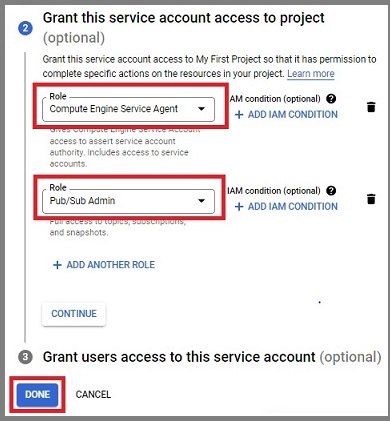 2 Grant this service account access to project
(optional)
Grant this service account access to My First Project so that it has permission to
complete specific actions on the resources in your project. Learn more
Role
Compute Engine Service Agent
IAM condition (optional)
+ ADD IAM CONDITION
Gives Compute Engine Service Account
access to assert service account
authority. Includes access to service
accounts.
Role
Pub/Sub Admin
IAM condition (optional)
+ ADD IAM CONDITION
Full access to topics, subscriptions,
and snapshots.
+ ADD ANOTHER ROLE
CONTINUE
3 Grant users access to this service account (optional)
DONE CANCEL